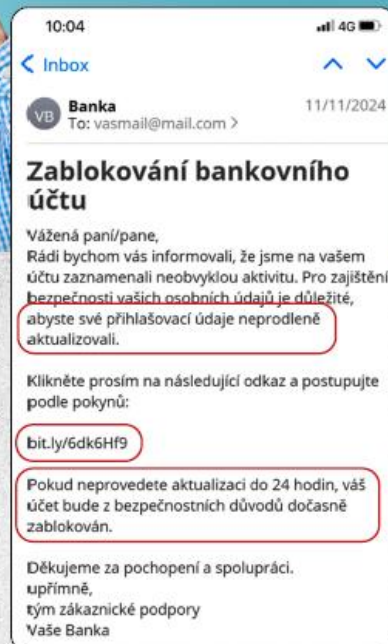 10:04
4G
Inbox
VB
Banka
11/11/2024
To: vasmail@mail.com >
Zablokování bankovního
účtu
Vážená paní/pane,
Rádi bychom vás informovali, že jsme na vašem
účtu zaznamenali neobvyklou aktivitu. Pro zajištění
bezpečnosti vašich osobních údajů je důležité,
abyste své přihlašovací údaje neprodleně
aktualizovali.
Klikněte prosím na následující odkaz a postupujte
podle pokynů:
bit.ly/6dk6Hf9
Pokud neprovedete aktualizaci do 24 hodin, váš
účet bude z bezpečnostních důvodů dočasně
zablokován.
Děkujeme za pochopení a spolupráci.
upřímně,
tým zákaznické podpory
Vaše Banka